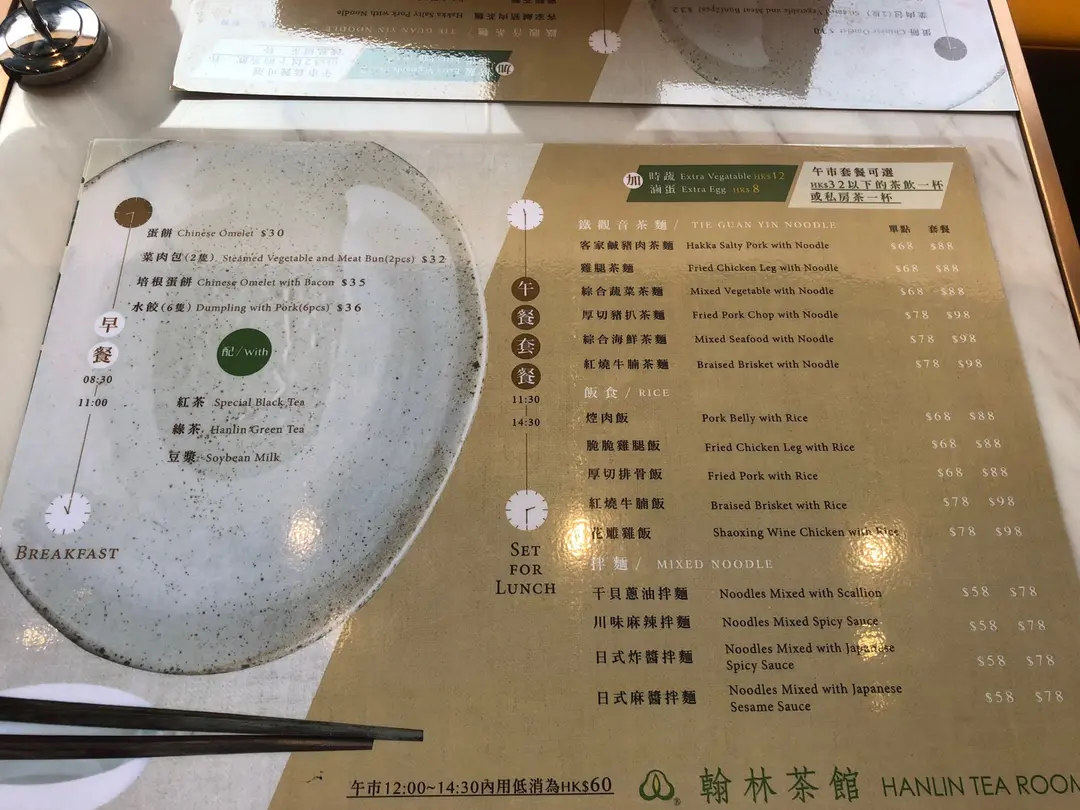 客家鹹豬肉茶麵 Hakka Salty Pork with Noodle
蛋餅 Chinese Omelet $30
菜肉包(2隻) Steamed Vegetable and Meat Bun(2pcs) $32
培根蛋餅 Chinese Omelet with Bacon $35
水餃(6隻) Dumpling with Pork(6pcs) $36
早餐
08:30
11:00
配/With
紅茶 Special Black Tea
綠茶 Hanlin Green Tea
豆漿 Soybean Milk
BREAKFAST
午餐套餐
11:30
14:30
SET
FOR
LUNCH
加 時蔬 Extra Vegatable HK$12
滷蛋 Extra Egg HK$ 8
午市套餐可選
HK$32以下的茶飲一杯
或私房茶一杯
鐵觀音茶麵/ TIE GUAN YIN NOODLE 單點 套餐
客家鹹豬肉茶麵 Hakka Salty Pork with Noodle $68 $88
雞腿茶麵 Fried Chicken Leg with Noodle $68 $88
綜合蔬菜茶麵 Mixed Vegetable with Noodle $68 $88
厚切豬扒茶麵 Fried Pork Chop with Noodle $78 $98
綜合海鮮茶麵 Mixed Seafood with Noodle $78 $98
紅燒牛腩茶麵 Braised Brisket with Noodle $78 $98
飯食/ RICE
焢肉飯 Pork Belly with Rice $68 $88
脆脆雞腿飯 Fried Chicken Leg with Rice $68 $88
厚切排骨飯 Fried Pork with Rice $68 $88
紅燒牛腩飯 Braised Brisket with Rice $78 $98
花雕雞飯 Shaoxing Wine Chicken with Rice $78 $98
拌麵/ MIXED NOODLE
干貝蔥油拌麵 Noodles Mixed with Scallion $58 $78
川味麻辣拌麵 Noodles Mixed Spicy Sauce $58 $78
日式炸醬拌麵 Noodles Mixed with Japanese
Spicy Sauce $58 $78
日式麻醬拌麵 Noodles Mixed with Japanese
Sesame Sauce $58 $78
午市12:00~14:30內用低消為HK$60
翰林茶館 HANLIN TEA ROOM